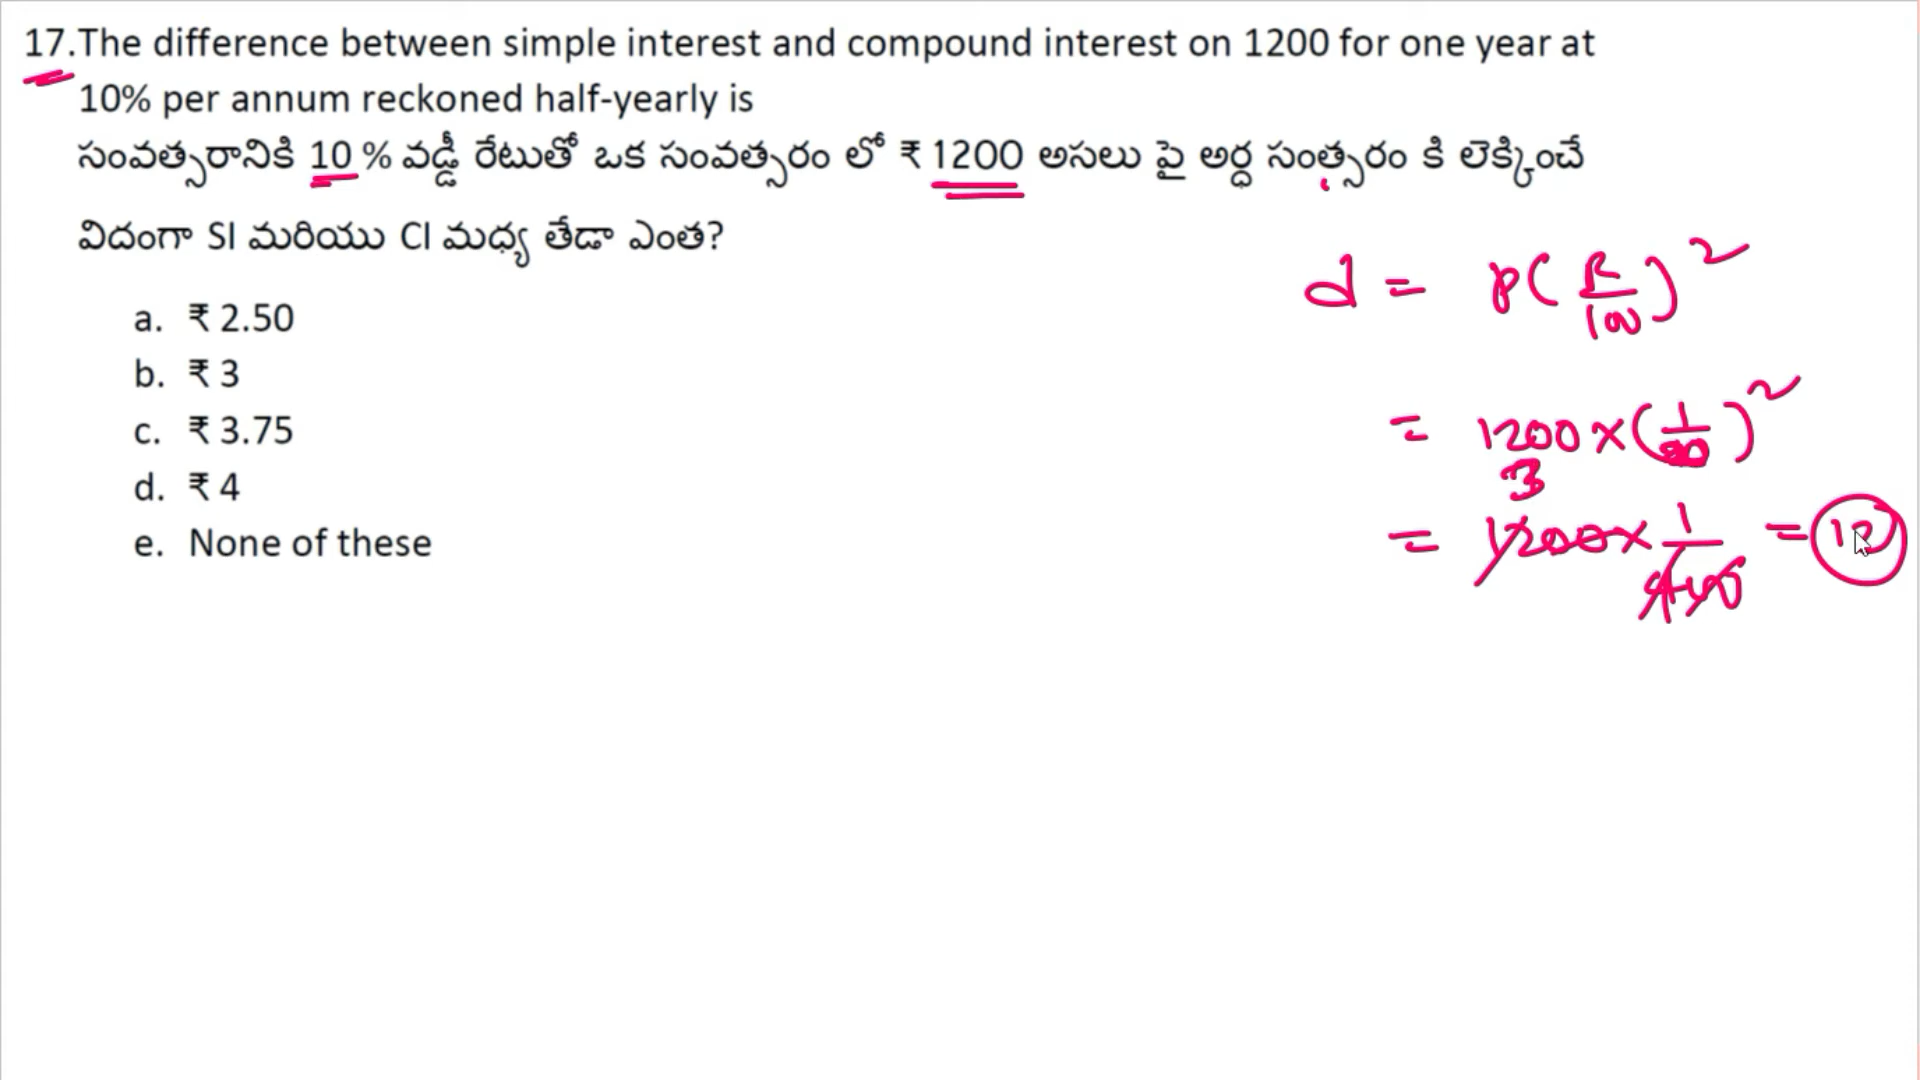 17.The difference between simple interest and compound interest on 1200 for one year at
10% per annum reckoned half-yearly is
సంవత్సరానికి 10 % వడ్డీ రేటుతో ఒక సంవత్సరం లో ₹ 1200 అసలు పై అర్ధ సంత్సరం కి లెక్కించే
విదంగా SI మరియు CI మధ్య తేడా ఎంత?
a. ₹ 2.50
b. ₹ 3
c. ₹ 3.75
d. ₹ 4
e. None of these
d = P(R/100)²
= 1200 × (1/20)²
3
= 1200 × 1/400 = 12